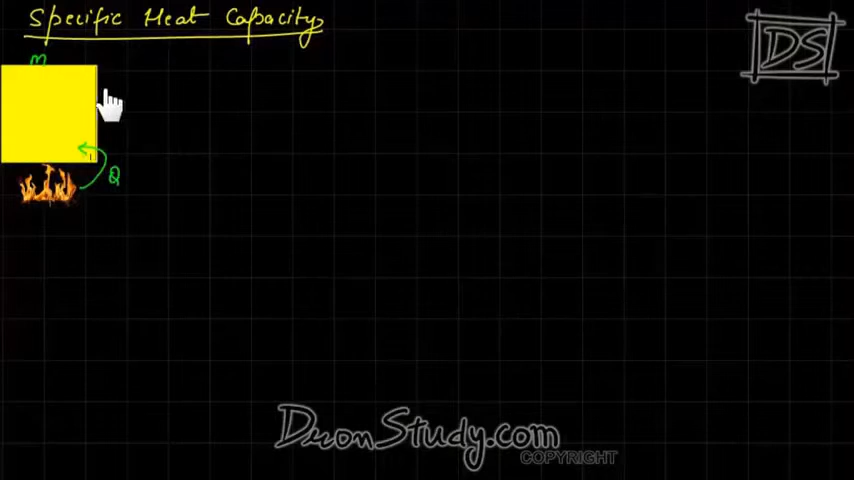 Specific Heat Capacity
DS
m
Q
DronStudy.com
COPYRIGHT